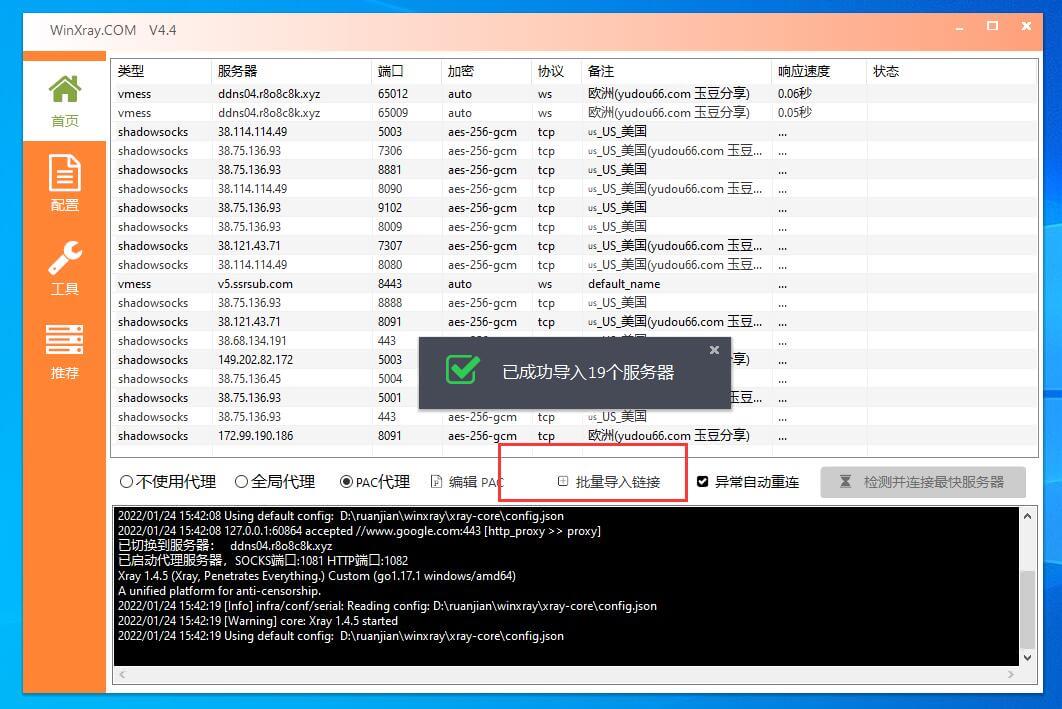 WinXray.COM V4.4
类型 服务器 端口 加密 协议 备注 响应速度 状态
vmess ddns04.r8o8c8k.xyz 65012 auto ws 欧洲(yudou66.com 玉豆分享) 0.06秒
vmess ddns04.r8o8c8k.xyz 65009 auto ws 欧洲(yudou66.com 玉豆分享) 0.05秒
shadowsocks 38.114.114.49 5003 aes-256-gcm tcp us_US_美国 ...
shadowsocks 38.75.136.93 7306 aes-256-gcm tcp us_US_美国(yudou66.com 玉豆... ...
shadowsocks 38.75.136.93 8881 aes-256-gcm tcp us_US_美国 ...
shadowsocks 38.114.114.49 8090 aes-256-gcm tcp us_US_美国(yudou66.com 玉豆... ...
shadowsocks 38.75.136.93 9102 aes-256-gcm tcp us_US_美国 ...
shadowsocks 38.75.136.93 8009 aes-256-gcm tcp us_US_美国 ...
shadowsocks 38.121.43.71 7307 aes-256-gcm tcp us_US_美国(yudou66.com 玉豆... ...
shadowsocks 38.114.114.49 8080 aes-256-gcm tcp us_US_美国(yudou66.com 玉豆... ...
vmess v5.ssrsub.com 8443 auto ws default_name ...
shadowsocks 38.75.136.93 8888 aes-256-gcm tcp us_US_美国 ...
shadowsocks 38.121.43.71 8091 aes-256-gcm tcp us_US_美国(yudou66.com 玉豆... ...
shadowsocks 38.68.134.191 443 ...
shadowsocks 149.202.82.172 5003 享) ...
shadowsocks 38.75.136.45 5004 ...
shadowsocks 38.75.136.93 5001 玉豆... ...
shadowsocks 38.75.136.93 443 aes-256-gcm tcp us_US_美国 ...
shadowsocks 172.99.190.186 8091 aes-256-gcm tcp 欧洲(yudou66.com 玉豆分享) ...
已成功导入19个服务器
首页
配置
工具
推荐
不使用代理 全局代理 PAC代理 编辑 PAC 批量导入链接 异常自动重连 检测并连接最快服务器
2022/01/24 15:42:08 Using default config: D:\ruanjian\winxray\xray-core\config.json
2022/01/24 15:42:08 127.0.0.1:60864 accepted //www.google.com:443 [http_proxy >> proxy]
已切换到服务器： ddns04.r8o8c8k.xyz
已启动代理服务器，SOCKS端口:1081 HTTP端口:1082
Xray 1.4.5 (Xray, Penetrates Everything.) Custom (go1.17.1 windows/amd64)
A unified platform for anti-censorship.
2022/01/24 15:42:19 [Info] infra/conf/serial: Reading config: D:\ruanjian\winxray\xray-core\config.json
2022/01/24 15:42:19 [Warning] core: Xray 1.4.5 started
2022/01/24 15:42:19 Using default config: D:\ruanjian\winxray\xray-core\config.json